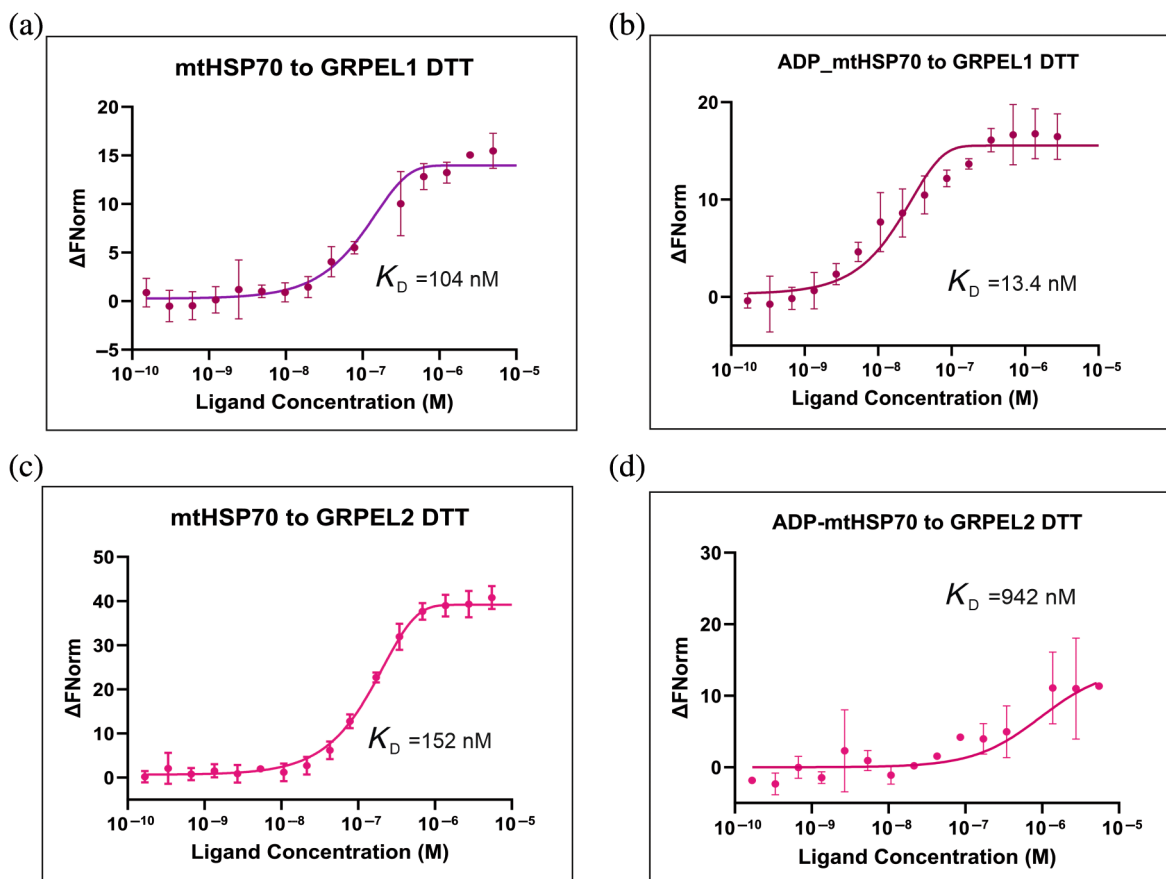 (a)
mtHSP70 to GRPEL1 DTT
20
15
10
5
0
–5
ΔFNorm
K_D =104 nM
10⁻¹⁰ 10⁻⁹ 10⁻⁸ 10⁻⁷ 10⁻⁶ 10⁻⁵
Ligand Concentration (M)
(b)
ADP_mtHSP70 to GRPEL1 DTT
20
10
0
ΔFNorm
K_D =13.4 nM
10⁻¹⁰ 10⁻⁹ 10⁻⁸ 10⁻⁷ 10⁻⁶ 10⁻⁵
Ligand Concentration (M)
(c)
mtHSP70 to GRPEL2 DTT
50
40
30
20
10
0
ΔFNorm
K_D =152 nM
10⁻¹⁰ 10⁻⁹ 10⁻⁸ 10⁻⁷ 10⁻⁶ 10⁻⁵
Ligand Concentration (M)
(d)
ADP-mtHSP70 to GRPEL2 DTT
30
20
10
0
ΔFNorm
K_D =942 nM
10⁻¹⁰ 10⁻⁹ 10⁻⁸ 10⁻⁷ 10⁻⁶ 10⁻⁵
Ligand Concentration (M)